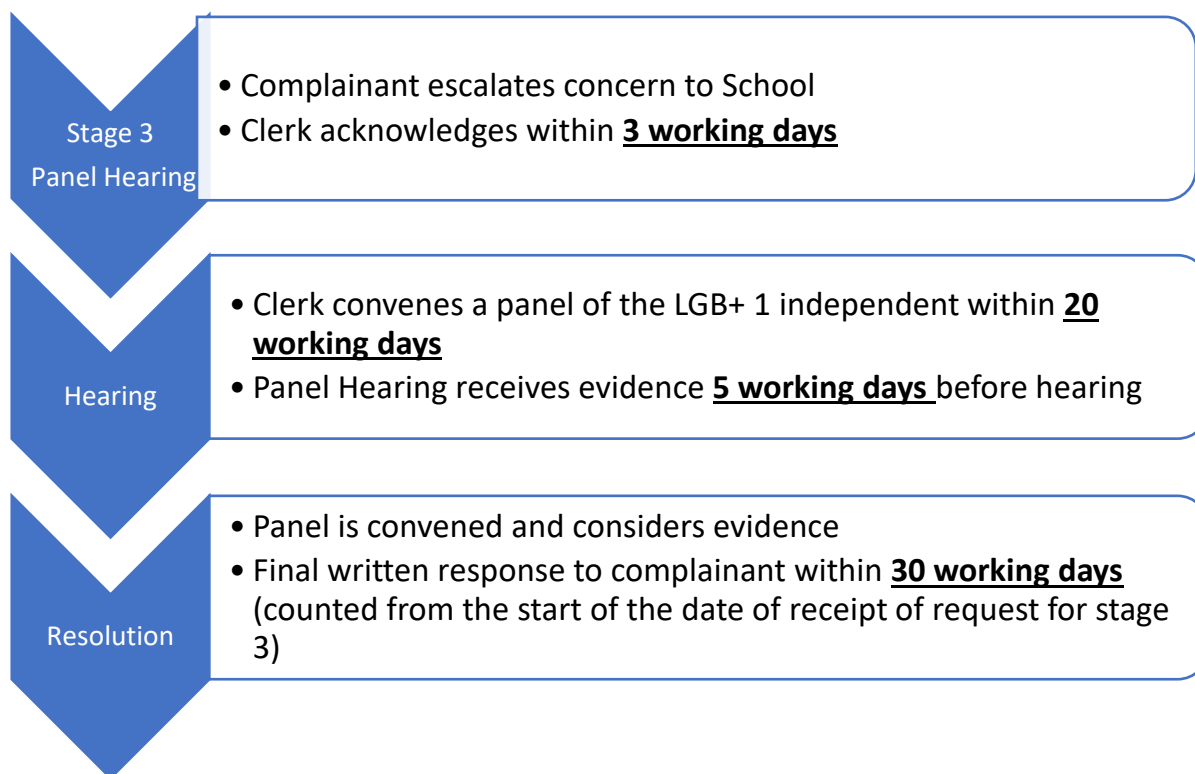 Stage 3
Panel Hearing
• Complainant escalates concern to School
• Clerk acknowledges within 3 working days
Hearing
• Clerk convenes a panel of the LGB+ 1 independent within 20
working days
• Panel Hearing receives evidence 5 working days before hearing
Resolution
• Panel is convened and considers evidence
• Final written response to complainant within 30 working days
(counted from the start of the date of receipt of request for stage
3)